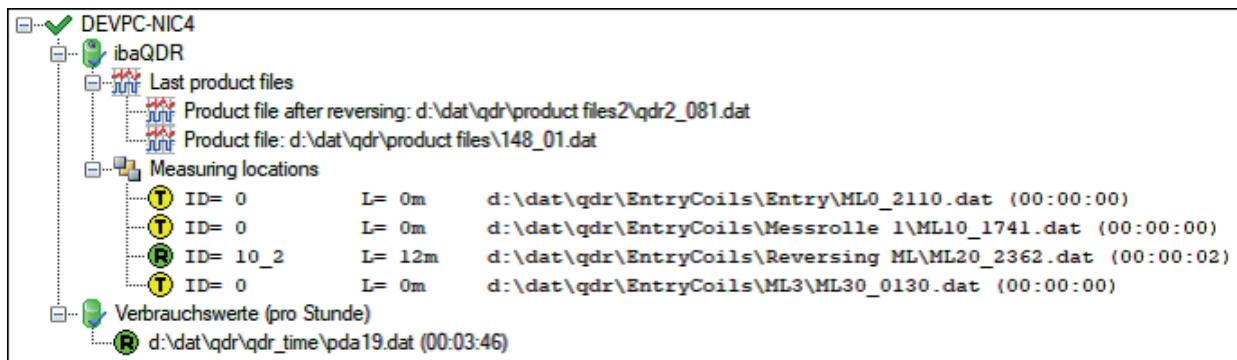 DEVPC-NIC4
ibaQDR
Last product files
Product file after reversing: d:\dat\qdr\product files2\qdr2_081.dat
Product file: d:\dat\qdr\product files\148_01.dat
Measuring locations
T ID= 0 L= 0m d:\dat\qdr\EntryCoils\Entry\ML0_2110.dat (00:00:00)
T ID= 0 L= 0m d:\dat\qdr\EntryCoils\Messrolle 1\ML10_1741.dat (00:00:00)
R ID= 10_2 L= 12m d:\dat\qdr\EntryCoils\Reversing ML\ML20_2362.dat (00:00:02)
T ID= 0 L= 0m d:\dat\qdr\EntryCoils\ML3\ML30_0130.dat (00:00:00)
Verbrauchswerte (pro Stunde)
R d:\dat\qdr\qdr_time\pda19.dat (00:03:46)